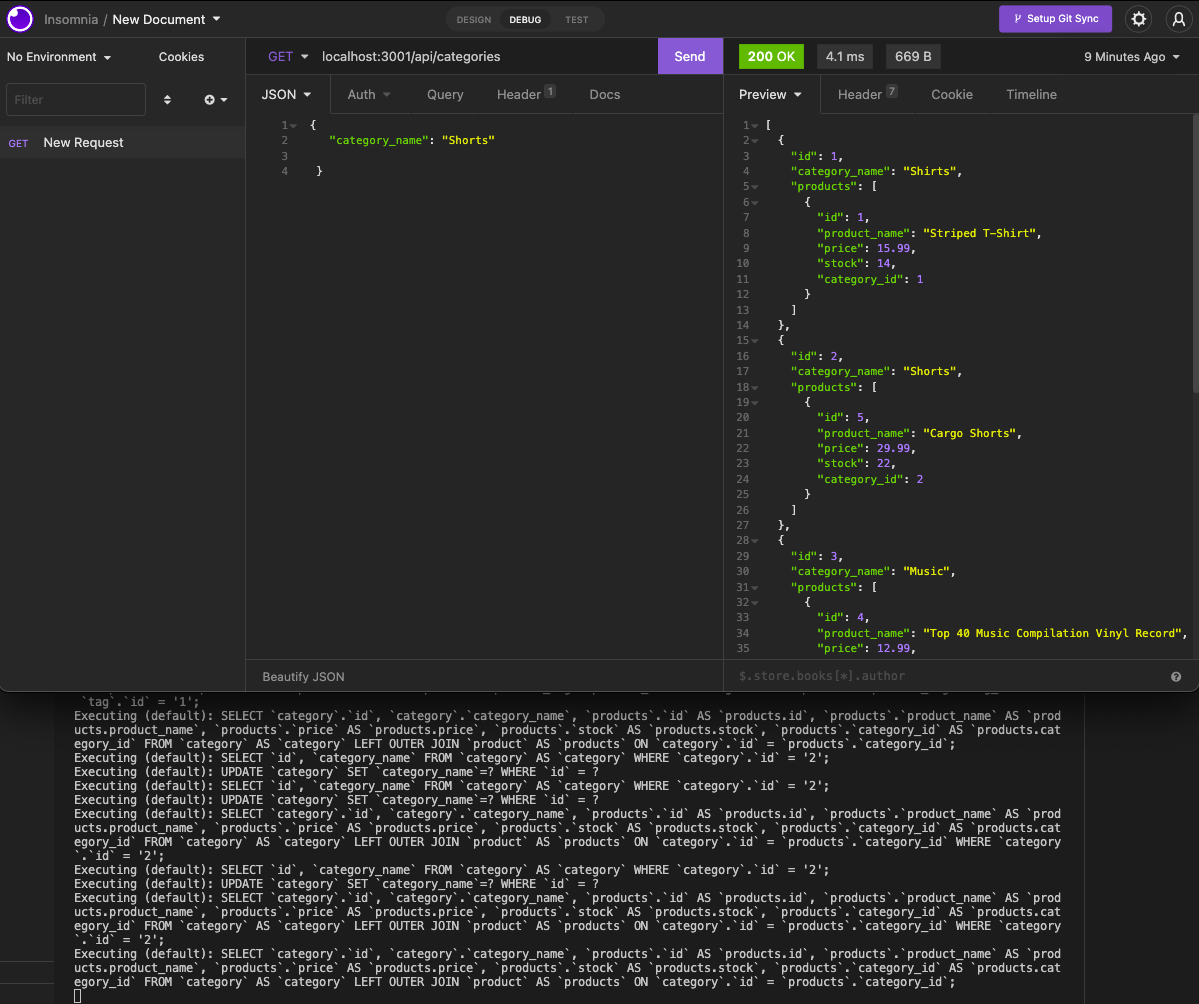 Insomnia / New Document
DESIGN DEBUG TEST
Setup Git Sync
No Environment Cookies
GET localhost:3001/api/categories Send
200 OK 4.1 ms 669 B 9 Minutes Ago
Filter
JSON Auth Query Header 1 Docs
Preview Header 7 Cookie Timeline
GET New Request
1 {
2 "category_name": "Shorts"
3
4 }
1 [
2 {
3 "id": 1,
4 "category_name": "Shirts",
5 "products": [
6 {
7 "id": 1,
8 "product_name": "Striped T-Shirt",
9 "price": 15.99,
10 "stock": 14,
11 "category_id": 1
12 }
13 ]
14 },
15 {
16 "id": 2,
17 "category_name": "Shorts",
18 "products": [
19 {
20 "id": 5,
21 "product_name": "Cargo Shorts",
22 "price": 29.99,
23 "stock": 22,
24 "category_id": 2
25 }
26 ]
27 },
28 {
29 "id": 3,
30 "category_name": "Music",
31 "products": [
32 {
33 "id": 4,
34 "product_name": "Top 40 Music Compilation Vinyl Record",
35 "price": 12.99,
Beautify JSON
$.store.books[*].author
`tag`.`id` = '1';
Executing (default): SELECT `category`.`id`, `category`.`category_name`, `products`.`id` AS `products.id`, `products`.`product_name` AS `prod
ucts.product_name`, `products`.`price` AS `products.price`, `products`.`stock` AS `products.stock`, `products`.`category_id` AS `products.cat
egory_id` FROM `category` AS `category` LEFT OUTER JOIN `product` AS `products` ON `category`.`id` = `products`.`category_id`;
Executing (default): SELECT `id`, `category_name` FROM `category` AS `category` WHERE `category`.`id` = '2';
Executing (default): UPDATE `category` SET `category_name`=? WHERE `id` = ?
Executing (default): SELECT `id`, `category_name` FROM `category` AS `category` WHERE `category`.`id` = '2';
Executing (default): UPDATE `category` SET `category_name`=? WHERE `id` = ?
Executing (default): SELECT `category`.`id`, `category`.`category_name`, `products`.`id` AS `products.id`, `products`.`product_name` AS `prod
ucts.product_name`, `products`.`price` AS `products.price`, `products`.`stock` AS `products.stock`, `products`.`category_id` AS `products.cat
egory_id` FROM `category` AS `category` LEFT OUTER JOIN `product` AS `products` ON `category`.`id` = `products`.`category_id` WHERE `category
`.`id` = '2';
Executing (default): SELECT `id`, `category_name` FROM `category` AS `category` WHERE `category`.`id` = '2';
Executing (default): UPDATE `category` SET `category_name`=? WHERE `id` = ?
Executing (default): SELECT `category`.`id`, `category`.`category_name`, `products`.`id` AS `products.id`, `products`.`product_name` AS `prod
ucts.product_name`, `products`.`price` AS `products.price`, `products`.`stock` AS `products.stock`, `products`.`category_id` AS `products.cat
egory_id` FROM `category` AS `category` LEFT OUTER JOIN `product` AS `products` ON `category`.`id` = `products`.`category_id` WHERE `category
`.`id` = '2';
Executing (default): SELECT `category`.`id`, `category`.`category_name`, `products`.`id` AS `products.id`, `products`.`product_name` AS `prod
ucts.product_name`, `products`.`price` AS `products.price`, `products`.`stock` AS `products.stock`, `products`.`category_id` AS `products.cat
egory_id` FROM `category` AS `category` LEFT OUTER JOIN `product` AS `products` ON `category`.`id` = `products`.`category_id`;